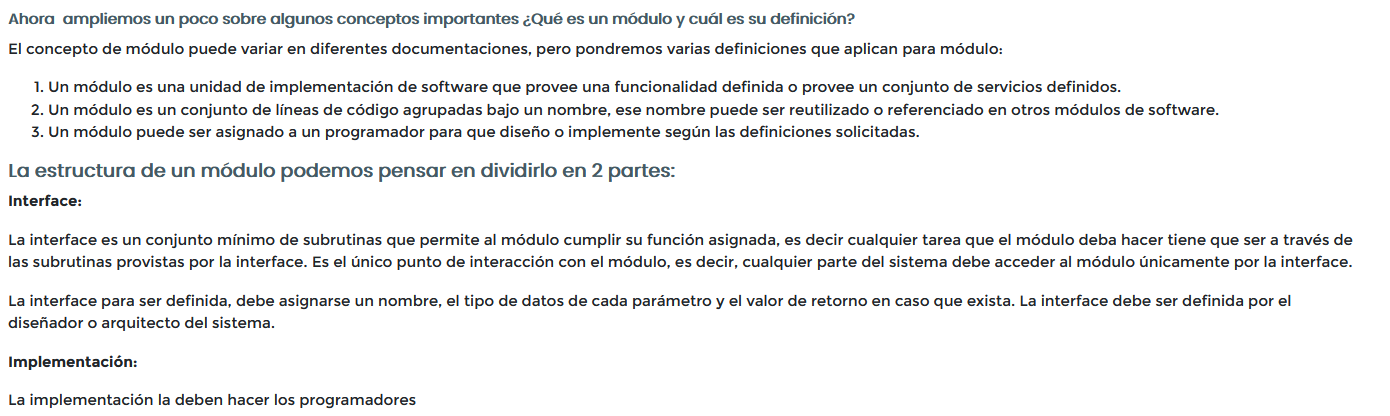 Ahora  ampliemos un poco sobre algunos conceptos importantes ¿Qué es un módulo y cuál es su definición?
El concepto de módulo puede variar en diferentes documentaciones, pero pondremos varias definiciones que aplican para módulo:
1. Un módulo es una unidad de implementación de software que provee una funcionalidad definida o provee un conjunto de servicios definidos.
2. Un módulo es un conjunto de líneas de código agrupadas bajo un nombre, ese nombre puede ser reutilizado o referenciado en otros módulos de software.
3. Un módulo puede ser asignado a un programador para que diseño o implemente según las definiciones solicitadas.
La estructura de un módulo podemos pensar en dividirlo en 2 partes:
Interface:
La interface es un conjunto mínimo de subrutinas que permite al módulo cumplir su función asignada, es decir cualquier tarea que el módulo deba hacer tiene que ser a través de
las subrutinas provistas por la interface. Es el único punto de interacción con el módulo, es decir, cualquier parte del sistema debe acceder al módulo únicamente por la interface.
La interface para ser definida, debe asignarse un nombre, el tipo de datos de cada parámetro y el valor de retorno en caso que exista. La interface debe ser definida por el
diseñador o arquitecto del sistema.
Implementación:
La implementación la deben hacer los programadores